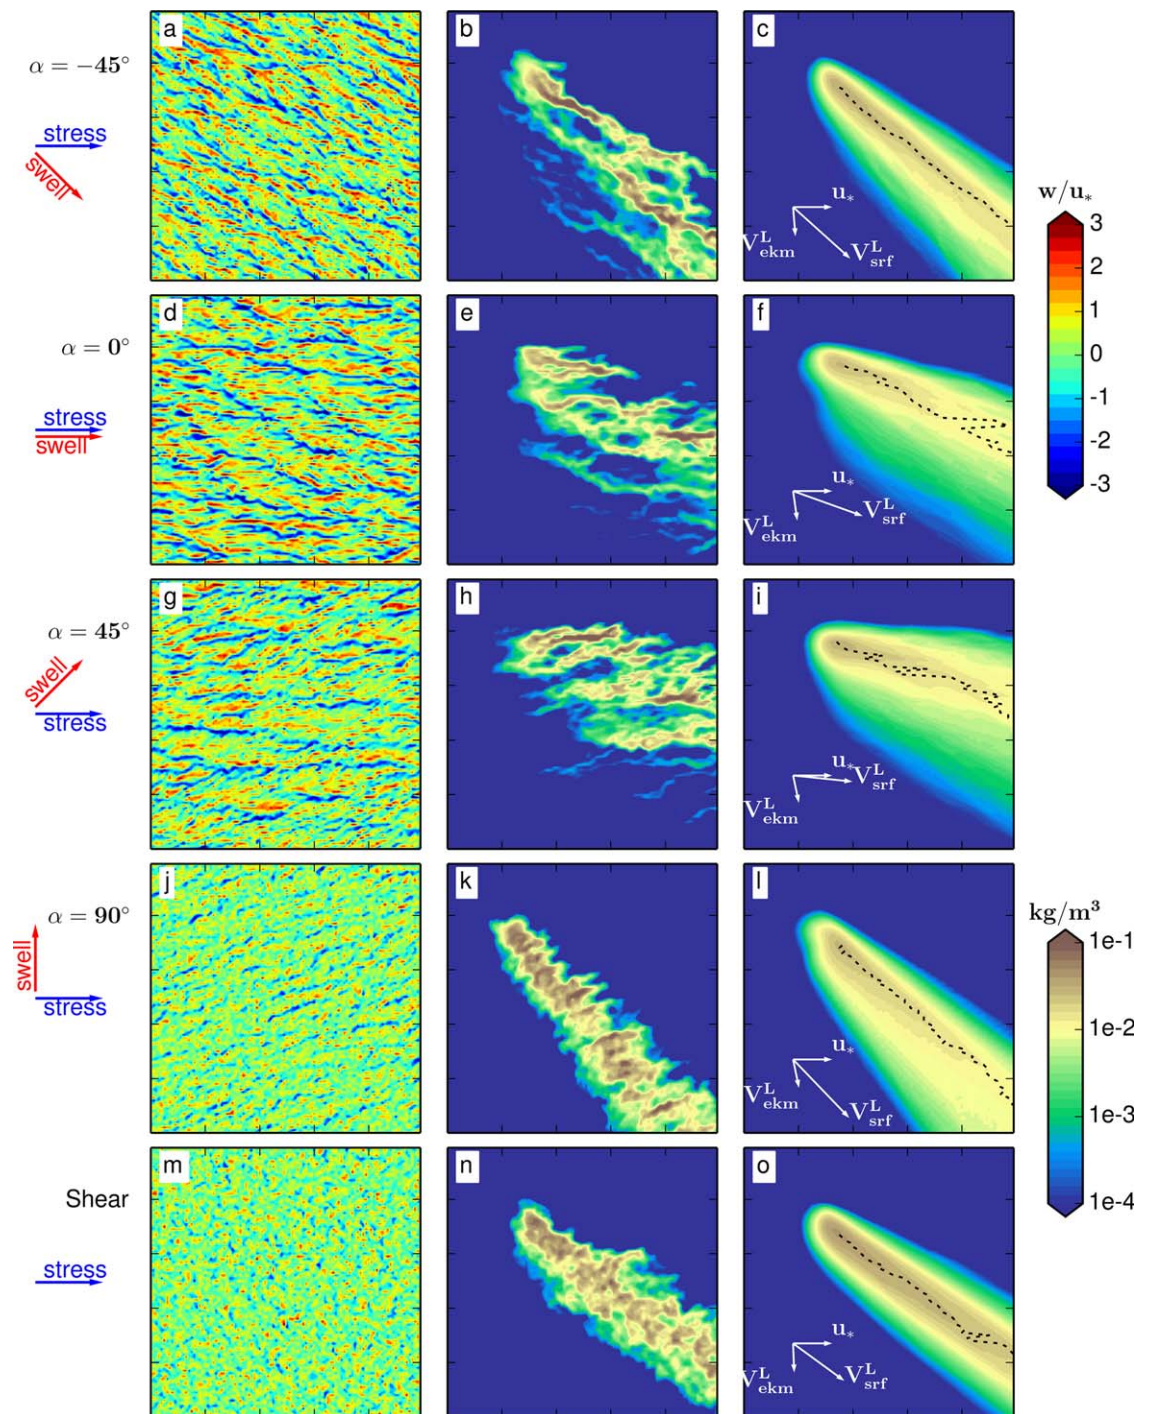 a
b
c
α = −45°
stress
swell
u*
V^L_ekm
V^L_srf
w/u*
3
2
1
0
-1
-2
-3
d
e
f
α = 0°
stress
swell
u*
V^L_ekm
V^L_srf
g
h
i
α = 45°
swell
stress
u*
V^L_srf
V^L_ekm
j
k
l
α = 90°
swell
stress
u*
V^L_ekm
V^L_srf
kg/m³
1e-1
1e-2
1e-3
1e-4
m
n
o
Shear
stress
u*
V^L_ekm
V^L_srf